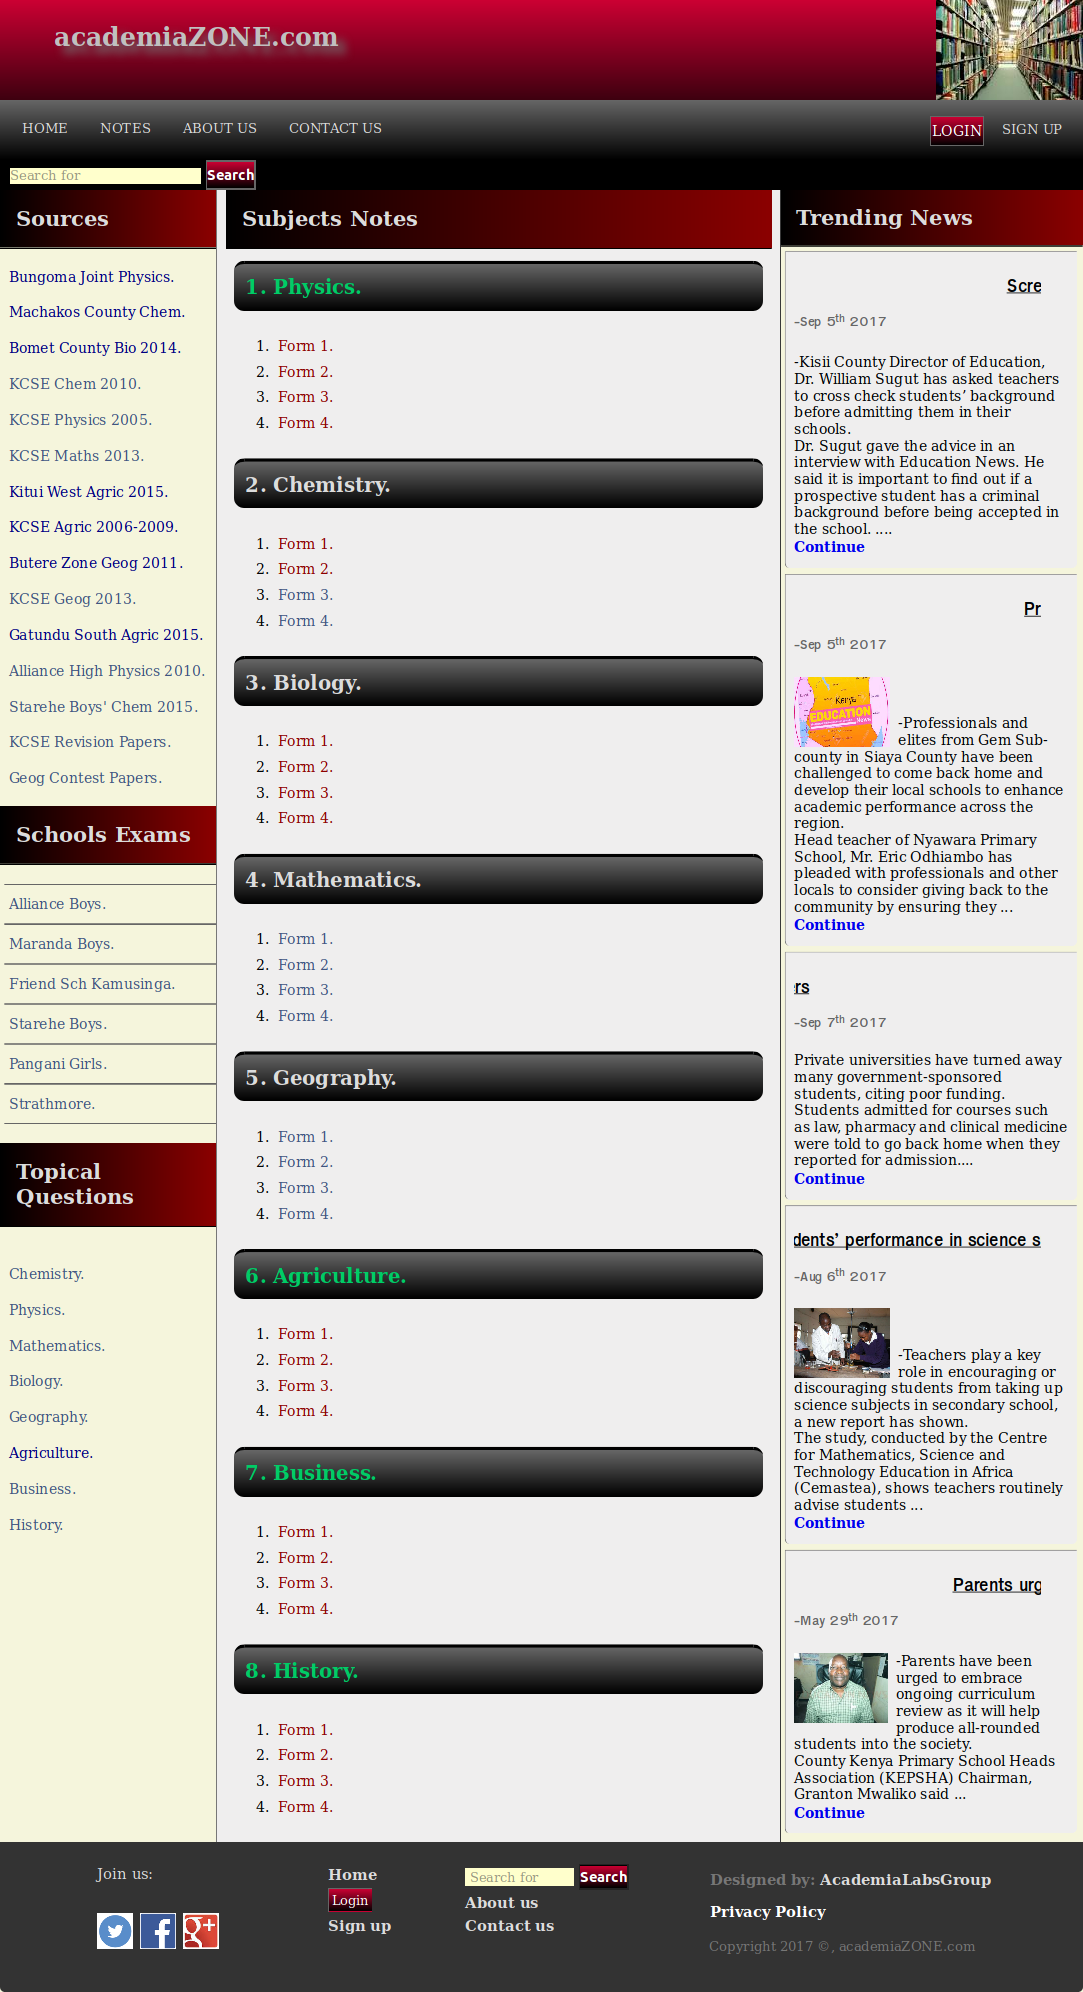 academiaZONE.com
HOME NOTES ABOUT US CONTACT US LOGIN SIGN UP
Search for Search
Sources
Bungoma Joint Physics.
Machakos County Chem.
Bomet County Bio 2014.
KCSE Chem 2010.
KCSE Physics 2005.
KCSE Maths 2013.
Kitui West Agric 2015.
KCSE Agric 2006-2009.
Butere Zone Geog 2011.
KCSE Geog 2013.
Gatundu South Agric 2015.
Alliance High Physics 2010.
Starehe Boys' Chem 2015.
KCSE Revision Papers.
Geog Contest Papers.
Schools Exams
Alliance Boys.
Maranda Boys.
Friend Sch Kamusinga.
Starehe Boys.
Pangani Girls.
Strathmore.
Topical
Questions
Chemistry.
Physics.
Mathematics.
Biology.
Geography.
Agriculture.
Business.
History.
Subjects Notes
1. Physics.
1. Form 1.
2. Form 2.
3. Form 3.
4. Form 4.
2. Chemistry.
1. Form 1.
2. Form 2.
3. Form 3.
4. Form 4.
3. Biology.
1. Form 1.
2. Form 2.
3. Form 3.
4. Form 4.
4. Mathematics.
1. Form 1.
2. Form 2.
3. Form 3.
4. Form 4.
5. Geography.
1. Form 1.
2. Form 2.
3. Form 3.
4. Form 4.
6. Agriculture.
1. Form 1.
2. Form 2.
3. Form 3.
4. Form 4.
7. Business.
1. Form 1.
2. Form 2.
3. Form 3.
4. Form 4.
8. History.
1. Form 1.
2. Form 2.
3. Form 3.
4. Form 4.
Trending News
Scre
-Sep 5th 2017
-Kisii County Director of Education,
Dr. William Sugut has asked teachers
to cross check students’ background
before admitting them in their
schools.
Dr. Sugut gave the advice in an
interview with Education News. He
said it is important to find out if a
prospective student has a criminal
background before being accepted in
the school. ....
Continue
Pr
-Sep 5th 2017
Kenya
EDUCATION
News
-Professionals and
elites from Gem Sub-
county in Siaya County have been
challenged to come back home and
develop their local schools to enhance
academic performance across the
region.
Head teacher of Nyawara Primary
School, Mr. Eric Odhiambo has
pleaded with professionals and other
locals to consider giving back to the
community by ensuring they ...
Continue
ers
-Sep 7th 2017
Private universities have turned away
many government-sponsored
students, citing poor funding.
Students admitted for courses such
as law, pharmacy and clinical medicine
were told to go back home when they
reported for admission....
Continue
dents’ performance in science s
-Aug 6th 2017
-Teachers play a key
role in encouraging or
discouraging students from taking up
science subjects in secondary school,
a new report has shown.
The study, conducted by the Centre
for Mathematics, Science and
Technology Education in Africa
(Cemastea), shows teachers routinely
advise students ...
Continue
Parents urg
-May 29th 2017
-Parents have been
urged to embrace
ongoing curriculum
review as it will help
produce all-rounded
students into the society.
County Kenya Primary School Heads
Association (KEPSHA) Chairman,
Granton Mwaliko said ...
Continue
Join us:
Home
Login
Sign up
Search for Search
About us
Contact us
Designed by: AcademiaLabsGroup
Privacy Policy
Copyright 2017 ©, academiaZONE.com